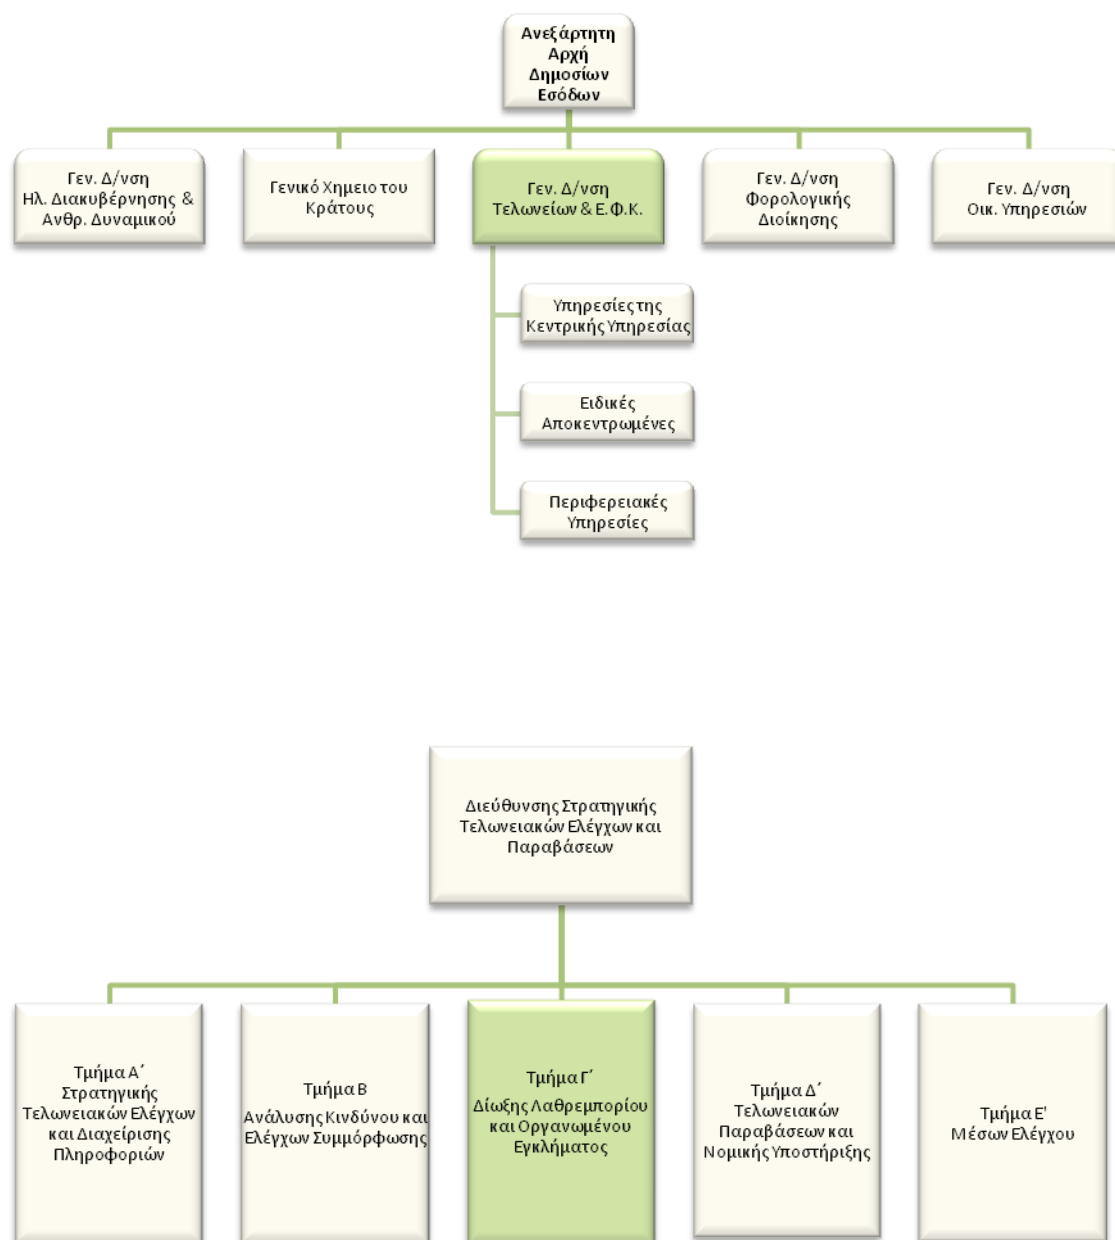 Ανεξάρτητη
Αρχή
Δημοσίων
Εσόδων
Γεν. Δ/νση
Ηλ. Διακυβέρνησης &
Ανθρ. Δυναμικού
Γενικό Χημειο του
Κράτους
Γεν. Δ/νση
Τελωνείων & Ε.Φ.Κ.
Γεν. Δ/νση
Φορολογικής
Διοίκησης
Γεν. Δ/νση
Οικ. Υπηρεσιών
Υπηρεσίες της
Κεντρικής Υπηρεσίας
Ειδικές
Αποκεντρωμένες
Περιφερειακές
Υπηρεσίες
Διεύθυνσης Στρατηγικής
Τελωνειακών Ελέγχων και
Παραβάσεων
Τμήμα Α΄
Στρατηγικής
Τελωνειακών Ελέγχων
και Διαχείρισης
Πληροφοριών
Τμήμα Β
Ανάλυσης Κινδύνου και
Ελέγχων Συμμόρφωσης
Τμήμα Γ΄
Δίωξης Λαθρεμπορίου
και Οργανωμένου
Εγκλήματος
Τμήμα Δ΄
Τελωνειακών
Παραβάσεων και
Νομικής Υποστήριξης
Τμήμα Ε'
Μέσων Ελέγχου